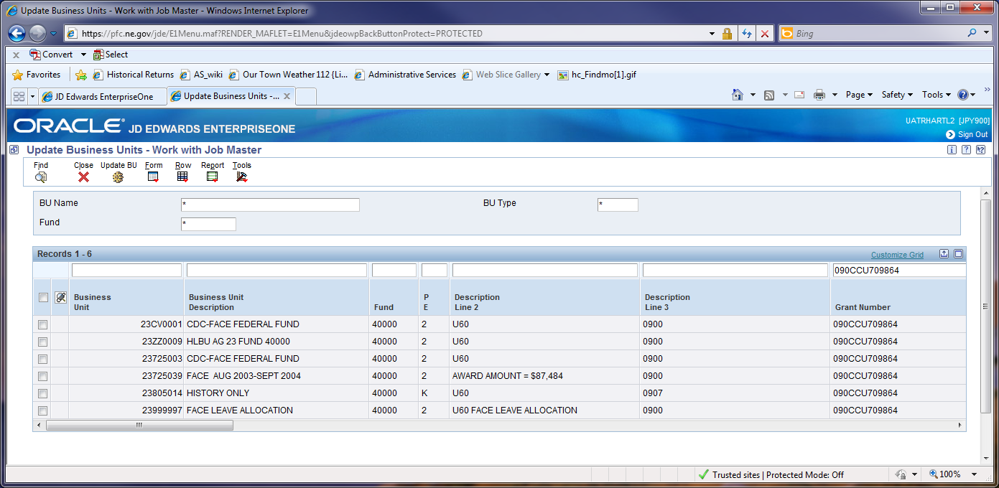 Update Business Units - Work with Job Master - Windows Internet Explorer
https://pfc.ne.gov/jde/E1Menu.maf?RENDER_MAFLET=E1Menu&jdeowpBackButtonProtect=PROTECTED
Bing
Convert Select
Favorites Historical Returns AS_wiki Our Town Weather 112 {Li... Administrative Services Web Slice Gallery hc_Findmo[1].gif
JD Edwards EnterpriseOne Update Business Units -... Page Safety Tools
ORACLE® JD EDWARDS ENTERPRISEONE
UATRHARTL2 [JPY900]
Sign Out
Update Business Units - Work with Job Master
Find Close Update BU Form Row Report Tools
BU Name * BU Type *
Fund *
Records 1 - 6 Customize Grid
090CCU709864
Business Unit Business Unit Description Fund P E Description Line 2 Description Line 3 Grant Number
23CV0001 CDC-FACE FEDERAL FUND 40000 2 U60 0900 090CCU709864
23ZZ0009 HLBU AG 23 FUND 40000 40000 2 U60 0900 090CCU709864
23725003 CDC-FACE FEDERAL FUND 40000 2 U60 0900 090CCU709864
23725039 FACE AUG 2003-SEPT 2004 40000 2 AWARD AMOUNT = $87,484 0900 090CCU709864
23805014 HISTORY ONLY 40000 K U60 0907 090CCU709864
23999997 FACE LEAVE ALLOCATION 40000 2 U60 FACE LEAVE ALLOCATION 0900 090CCU709864
Trusted sites | Protected Mode: Off 100%